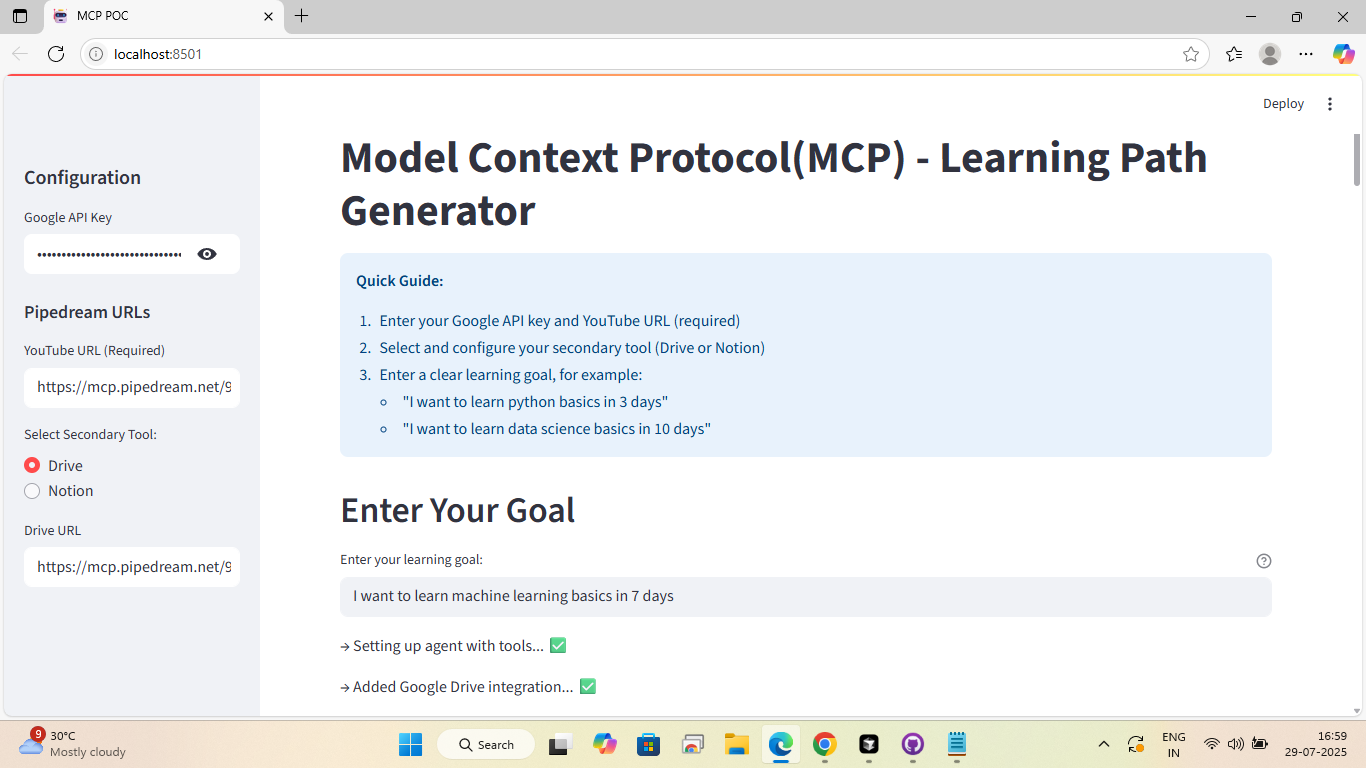 MCP POC
localhost:8501
Deploy
Configuration
Google API Key
••••••••••••••••••••••••••••••
Pipedream URLs
YouTube URL (Required)
https://mcp.pipedream.net/9
Select Secondary Tool:
Drive
Notion
Drive URL
https://mcp.pipedream.net/9
Model Context Protocol(MCP) - Learning Path
Generator
Quick Guide:
1. Enter your Google API key and YouTube URL (required)
2. Select and configure your secondary tool (Drive or Notion)
3. Enter a clear learning goal, for example:
"I want to learn python basics in 3 days"
"I want to learn data science basics in 10 days"
Enter Your Goal
Enter your learning goal:
I want to learn machine learning basics in 7 days
→ Setting up agent with tools... ✅
→ Added Google Drive integration... ✅
9
30°C
Mostly cloudy
Search
ENG
IN
16:59
29-07-2025